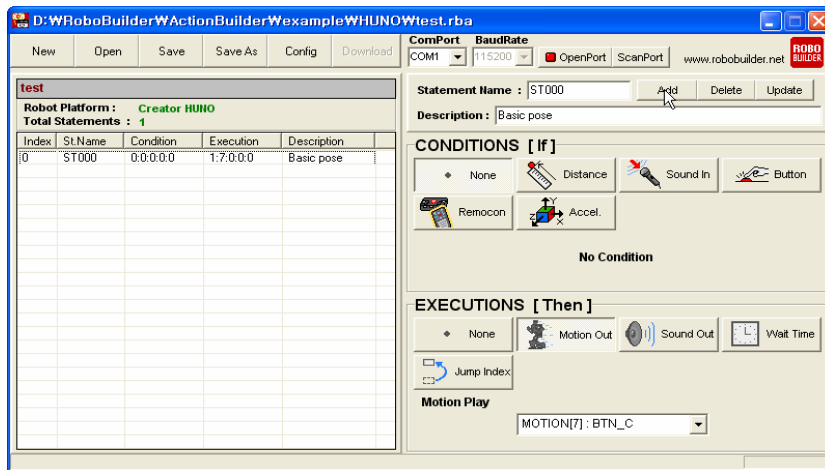 D:₩RoboBuilder₩ActionBuilder₩example₩HUNO₩test.rba
New Open Save Save As Config Download
ComPort BaudRate
COM1 115200 OpenPort ScanPort www.robobuilder.net ROBO BUILDER
test
Robot Platform : Creator HUNO
Total Statements : 1
Index St.Name Condition Execution Description
0 ST000 0:0:0:0:0 1:7:0:0:0 Basic pose
Statement Name : ST000 Add Delete Update
Description : Basic pose
CONDITIONS [ If ]
None Distance Sound In Button
Remocon Accel.
Y
Z
X
No Condition
EXECUTIONS [ Then ]
None Motion Out Sound Out Wait Time
Jump Index
Motion Play
MOTION[7] : BTN_C